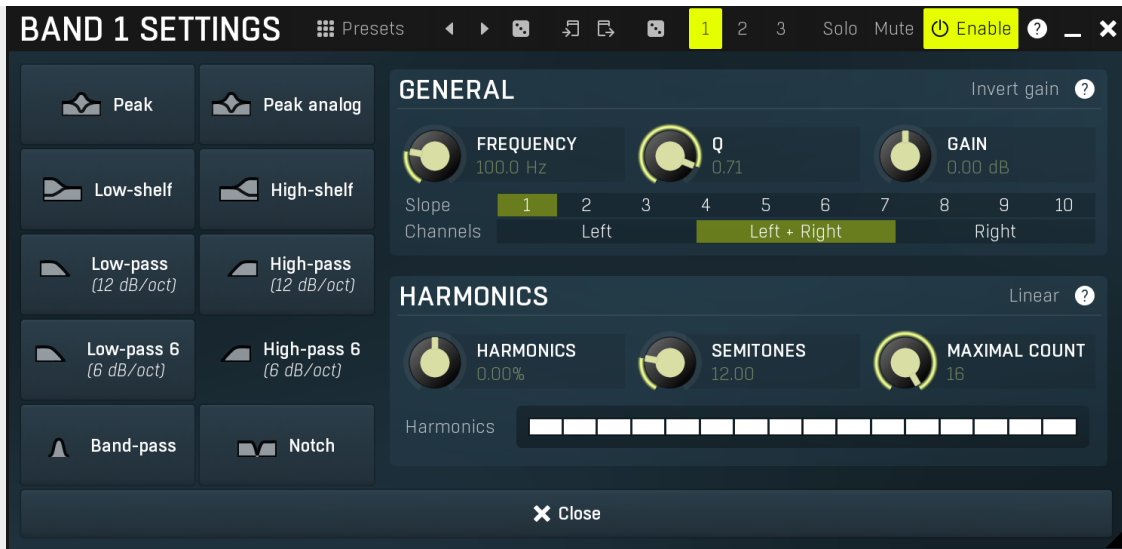 BAND 1 SETTINGS Presets 1 2 3 Solo Mute Enable ?
Peak
Peak analog
Low-shelf
High-shelf
Low-pass
(12 dB/oct)
High-pass
(12 dB/oct)
Low-pass 6
(6 dB/oct)
High-pass 6
(6 dB/oct)
Band-pass
Notch
GENERAL Invert gain ?
FREQUENCY
100.0 Hz
Q
0.71
GAIN
0.00 dB
Slope 1 2 3 4 5 6 7 8 9 10
Channels Left Left + Right Right
HARMONICS Linear ?
HARMONICS
0.00%
SEMITONES
12.00
MAXIMAL COUNT
16
Harmonics
Close